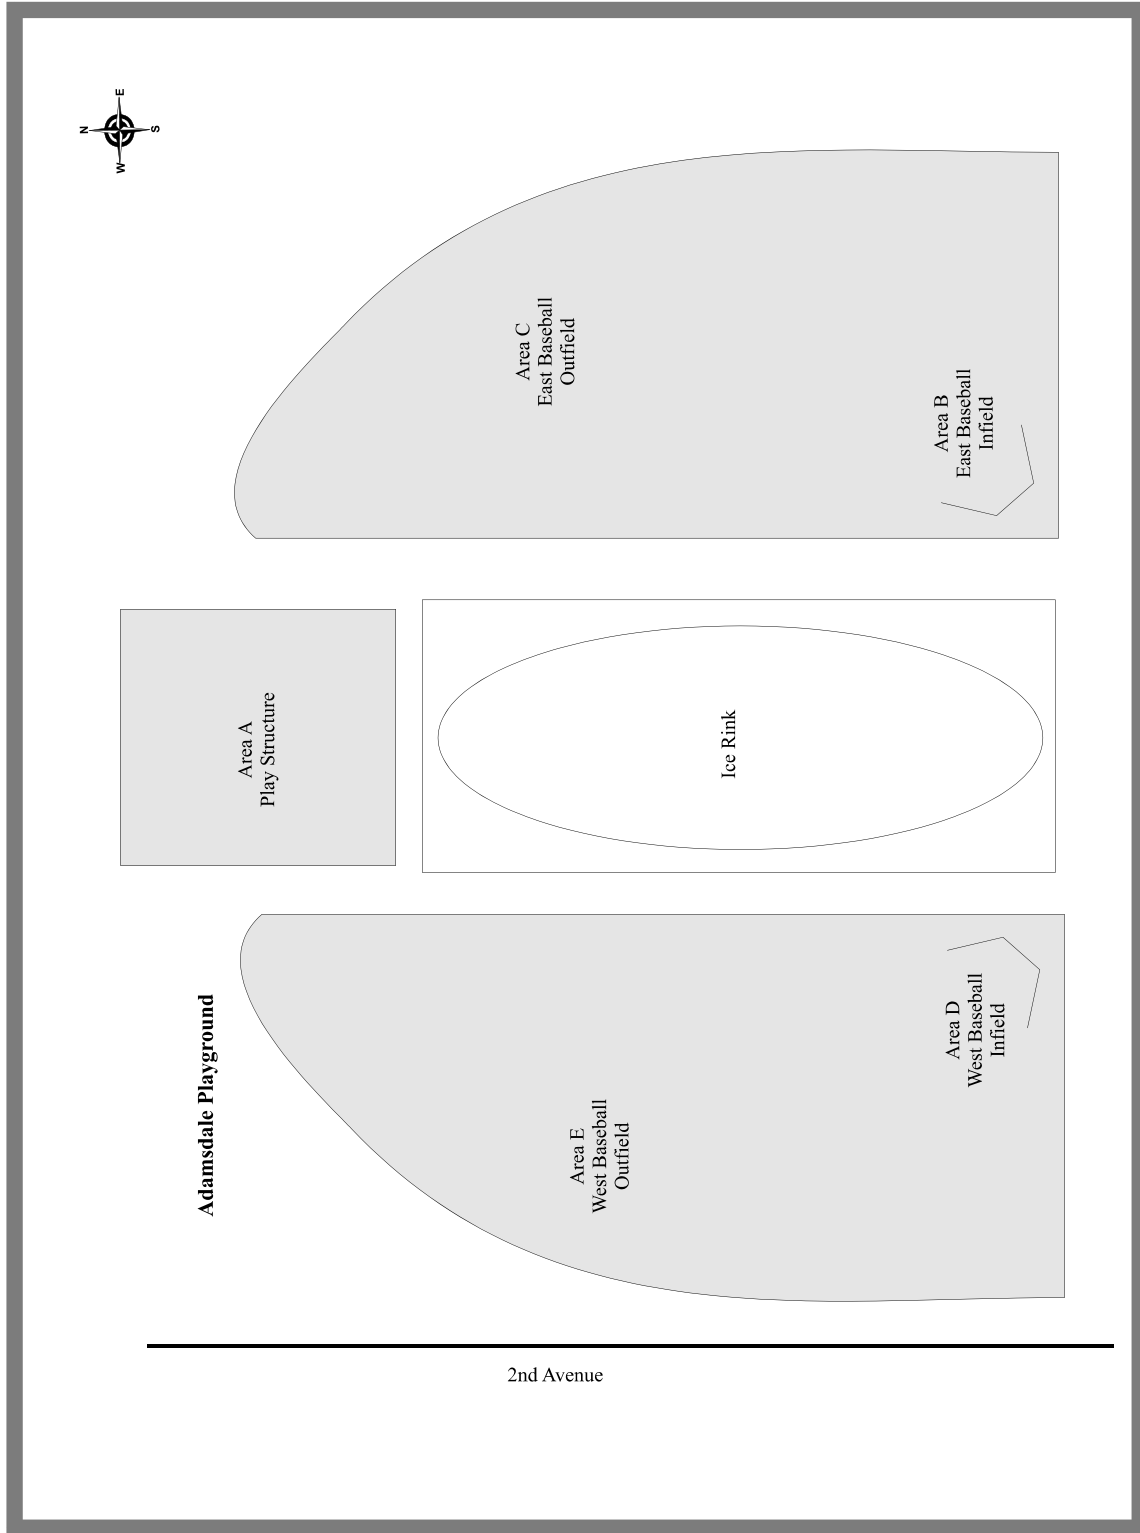 N
E
S
W
Area C
East Baseball
Outfield
Area B
East Baseball
Infield
Area A
Play Structure
Ice Rink
Adamsdale Playground
Area D
West Baseball
Infield
Area E
West Baseball
Outfield
2nd Avenue